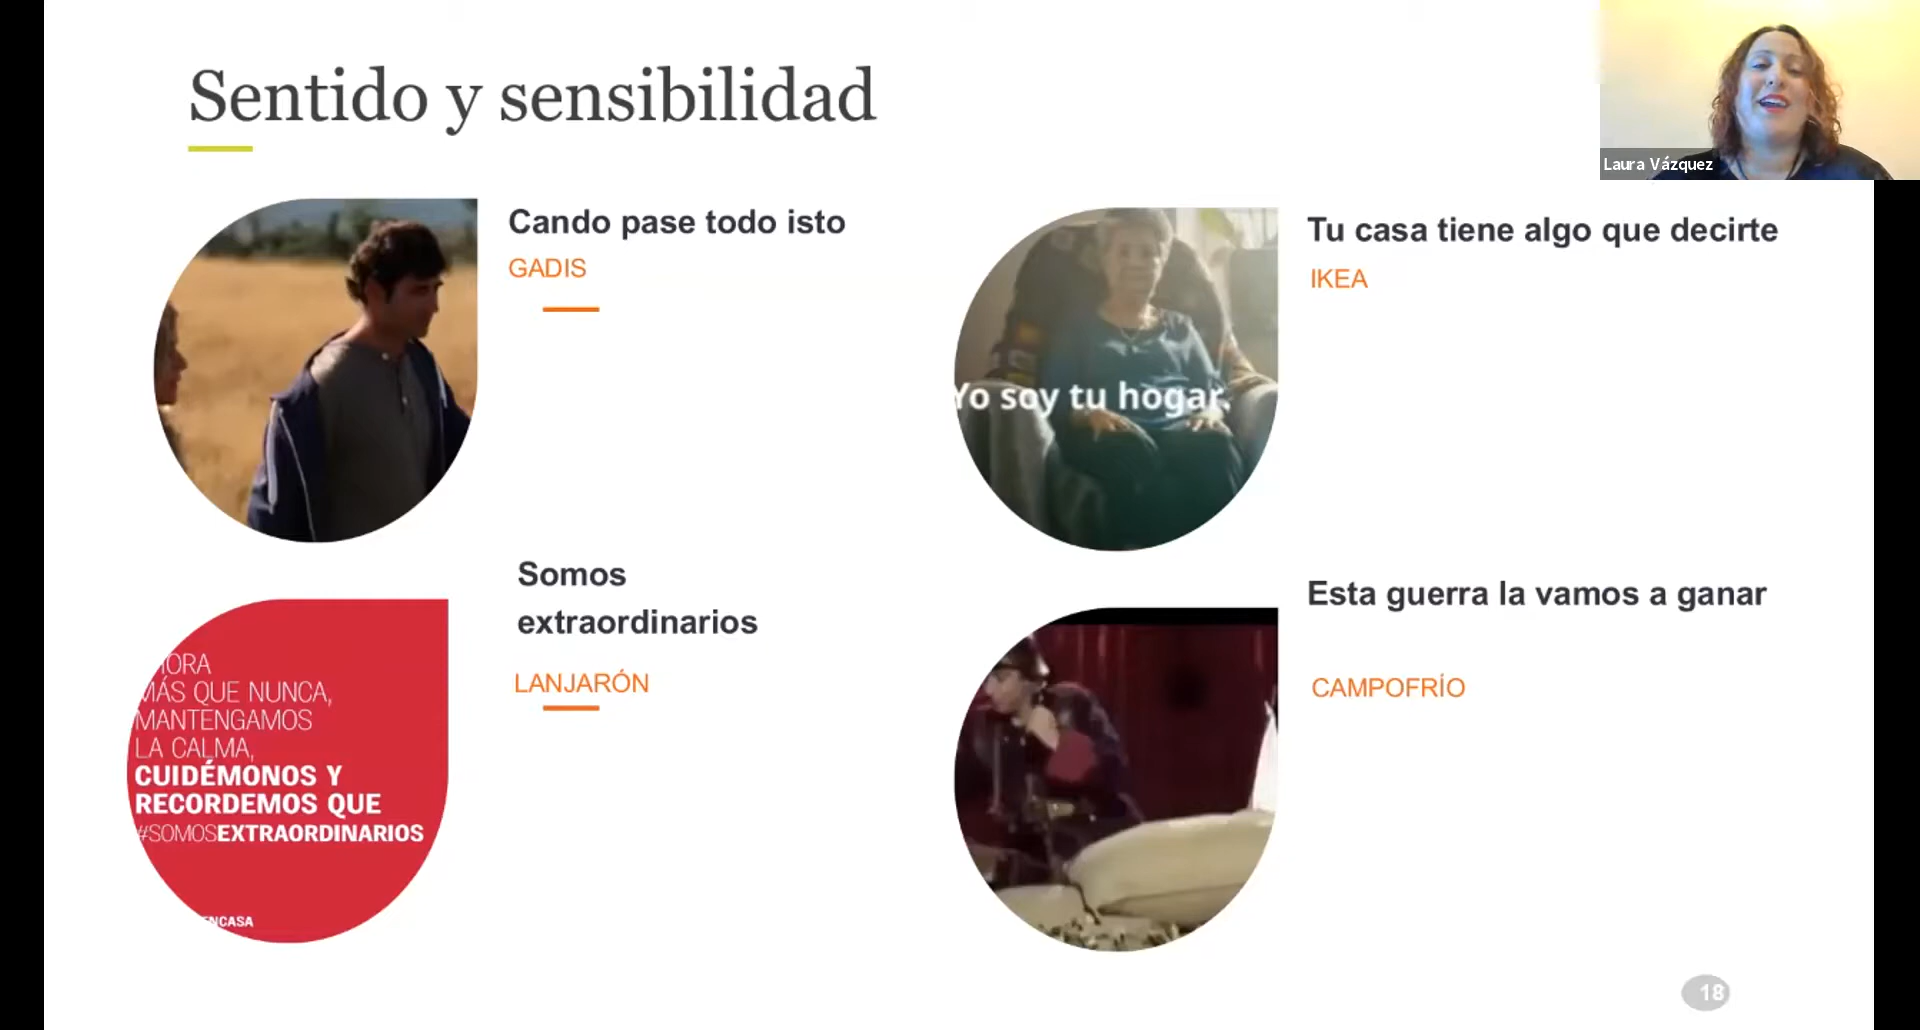 Sentido y sensibilidad
Laura Vázquez
Cando pase todo isto
GADIS
Tu casa tiene algo que decirte
IKEA
Yo soy tu hogar.
Somos
extraordinarios
LANJARÓN
MÁS QUE NUNCA,
MANTENGAMOS
LA CALMA,
CUIDÉMONOS Y
RECORDEMOS QUE
#SOMOSEXTRAORDINARIOS
Esta guerra la vamos a ganar
CAMPOFRÍO
18